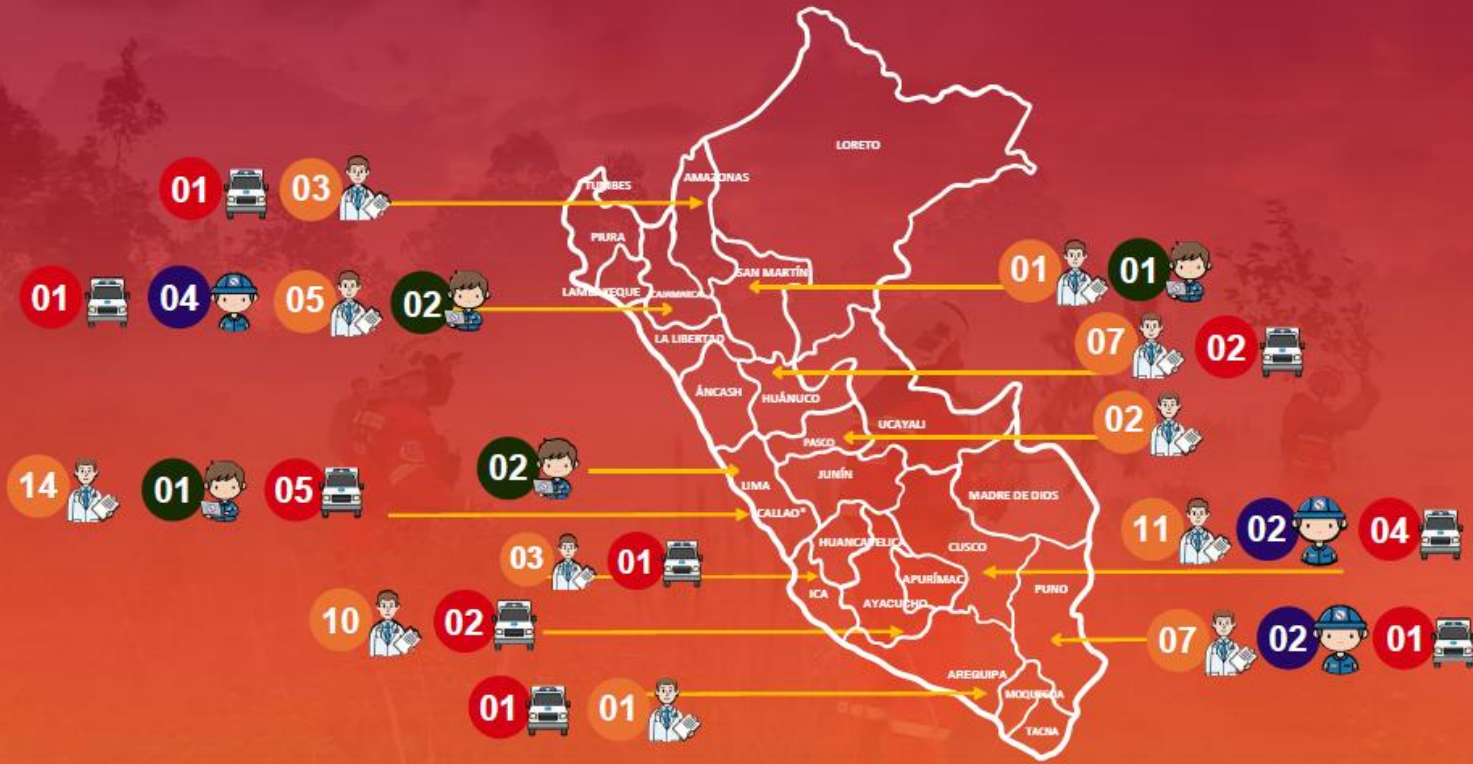 LORETO
01 03
TUMBES
AMAZONAS
PIURA
01 04 05 02
LAMBAYEQUE
CAJAMARCA
SAN MARTÍN
01 01
LA LIBERTAD
07 02
ÂNCASH
HUÁNUCO
02
UCAYALI
PASCO
14 01 05
02
LIMA
JUNÍN
MADRE DE DIOS
CALLAO*
11 02 04
HUANCAVELICA
CUSCO
03 01
APURÍMAC
ICA
AYACUCHO
PUNO
10 02
07 02 01
AREQUIPA
MOQUEGUA
01 01
TACNA